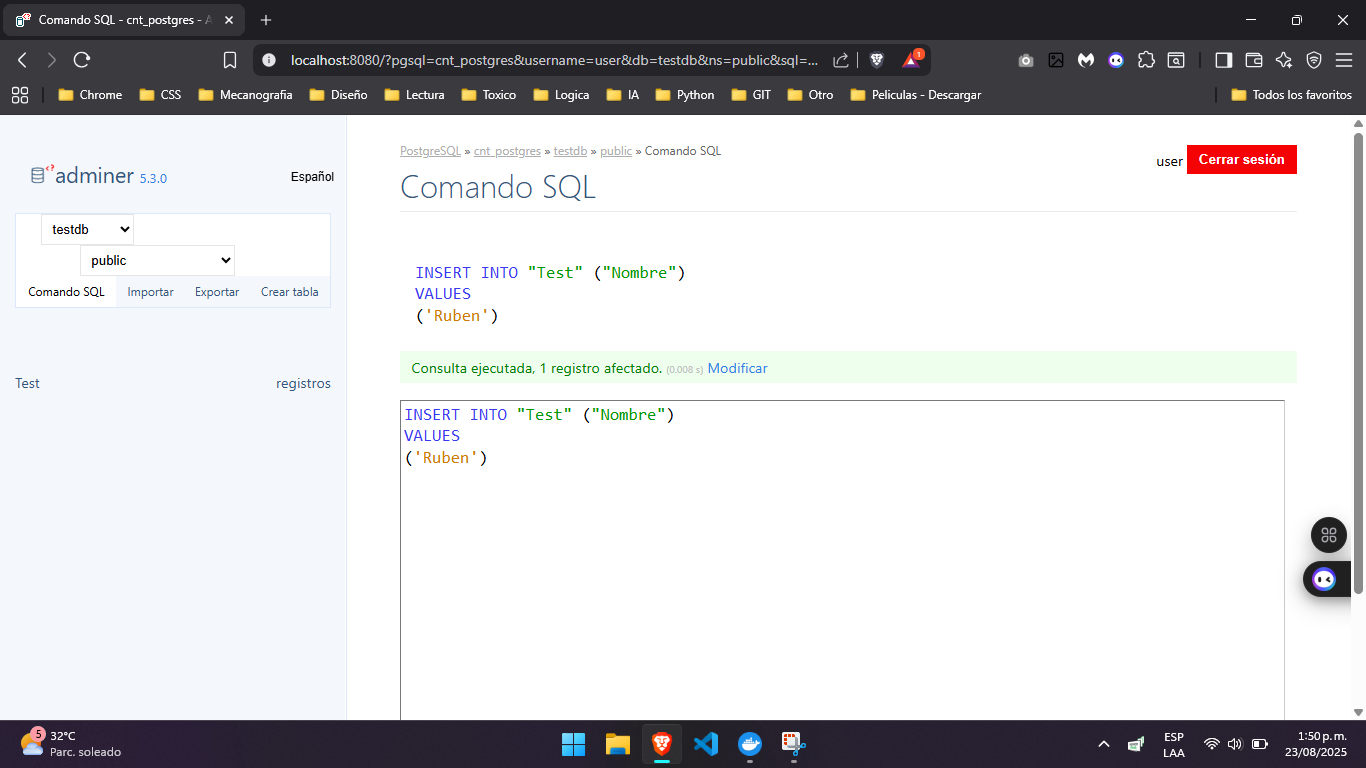 Comando SQL - cnt_postgres - A
localhost:8080/?pgsql=cnt_postgres&username=user&db=testdb&ns=public&sql=...
1
Chrome
CSS
Mecanografia
Diseño
Lectura
Toxico
Logica
IA
Python
GIT
Otro
Peliculas - Descargar
Todos los favoritos
adminer 5.3.0
Español
testdb
public
Comando SQL
Importar
Exportar
Crear tabla
Test
registros
PostgreSQL » cnt_postgres » testdb » public » Comando SQL
user
Cerrar sesión
Comando SQL
INSERT INTO "Test" ("Nombre")
VALUES
('Ruben')
Consulta ejecutada, 1 registro afectado. (0.008 s) Modificar
INSERT INTO "Test" ("Nombre")
VALUES
('Ruben')
5
32°C
Parc. soleado
ESP
LAA
1:50 p. m.
23/08/2025